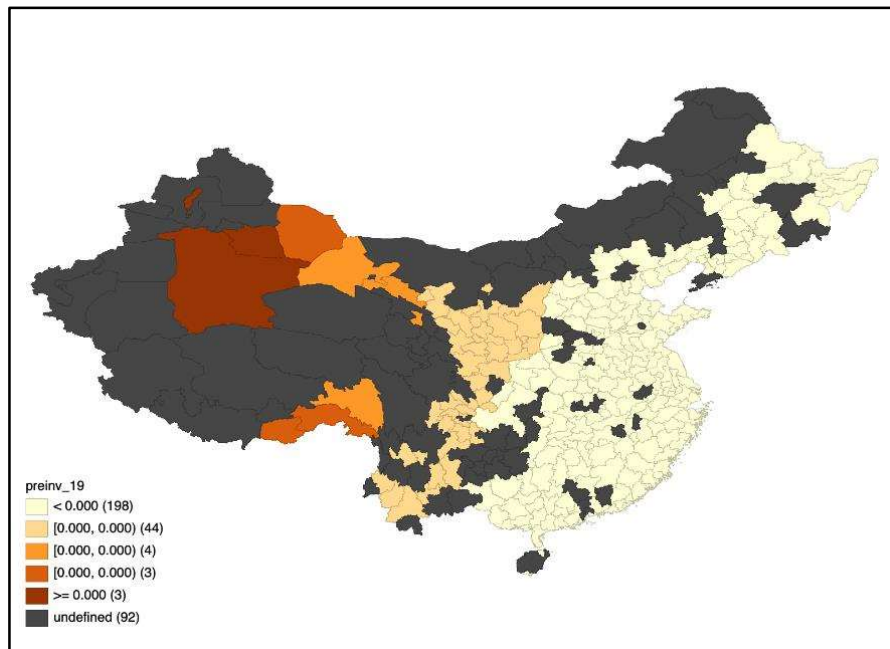 preinv_19
< 0.000 (198)
[0.000, 0.000) (44)
[0.000, 0.000) (4)
[0.000, 0.000) (3)
>= 0.000 (3)
undefined (92)